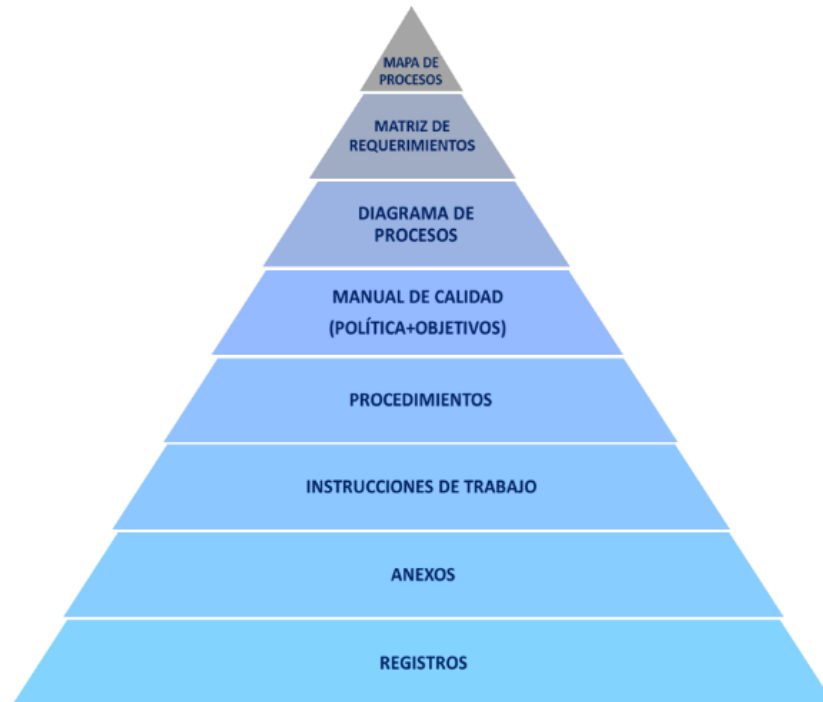 MAPA DE
PROCESOS
MATRIZ DE
REQUERIMIENTOS
DIAGRAMA DE
PROCESOS
MANUAL DE CALIDAD
(POLÍTICA+OBJETIVOS)
PROCEDIMIENTOS
INSTRUCCIONES DE TRABAJO
ANEXOS
REGISTROS